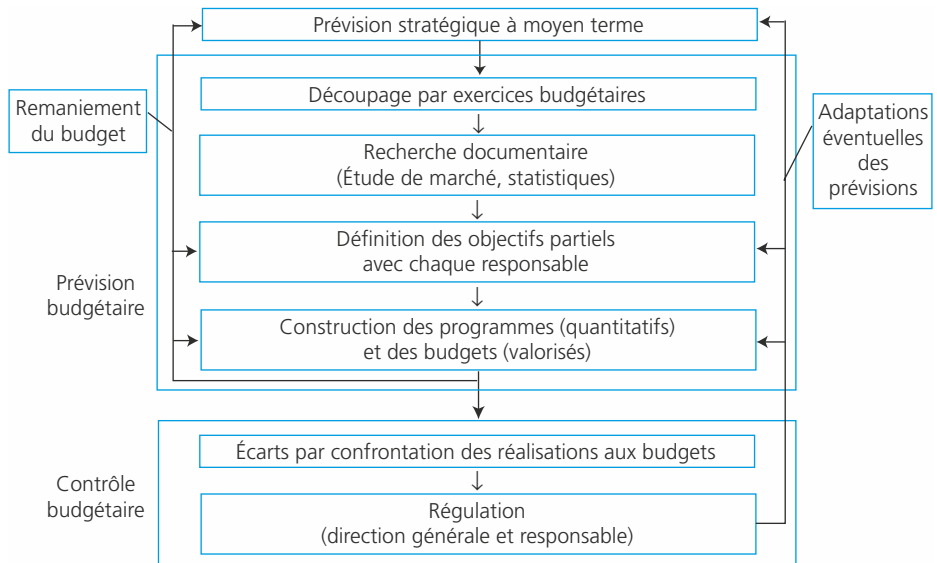 Prévision stratégique à moyen terme
Découpage par exercices budgétaires
Remaniement
du budget
Adaptations
éventuelles
des
prévisions
Recherche documentaire
(Étude de marché, statistiques)
Définition des objectifs partiels
avec chaque responsable
Prévision
budgétaire
Construction des programmes (quantitatifs)
et des budgets (valorisés)
Écarts par confrontation des réalisations aux budgets
Contrôle
budgétaire
Régulation
(direction générale et responsable)